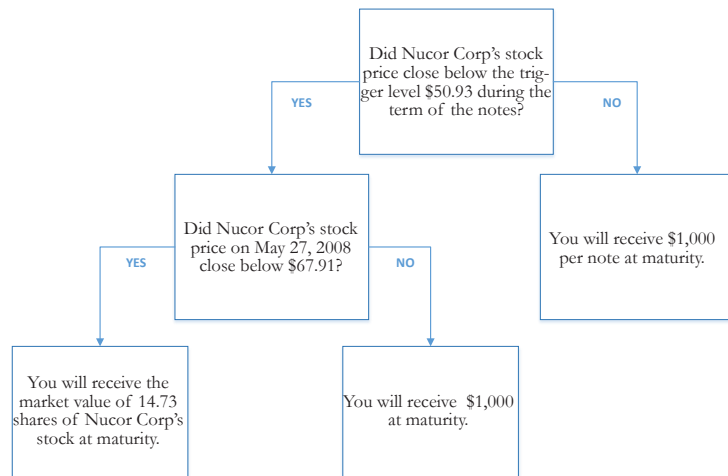 Did Nucor Corp's stock
price close below the trig-
ger level $50.93 during the
term of the notes?
YES
NO
Did Nucor Corp's stock
price on May 27, 2008
close below $67.91?
You will receive $1,000
per note at maturity.
YES
NO
You will receive the
market value of 14.73
shares of Nucor Corp's
stock at maturity.
You will receive $1,000
at maturity.